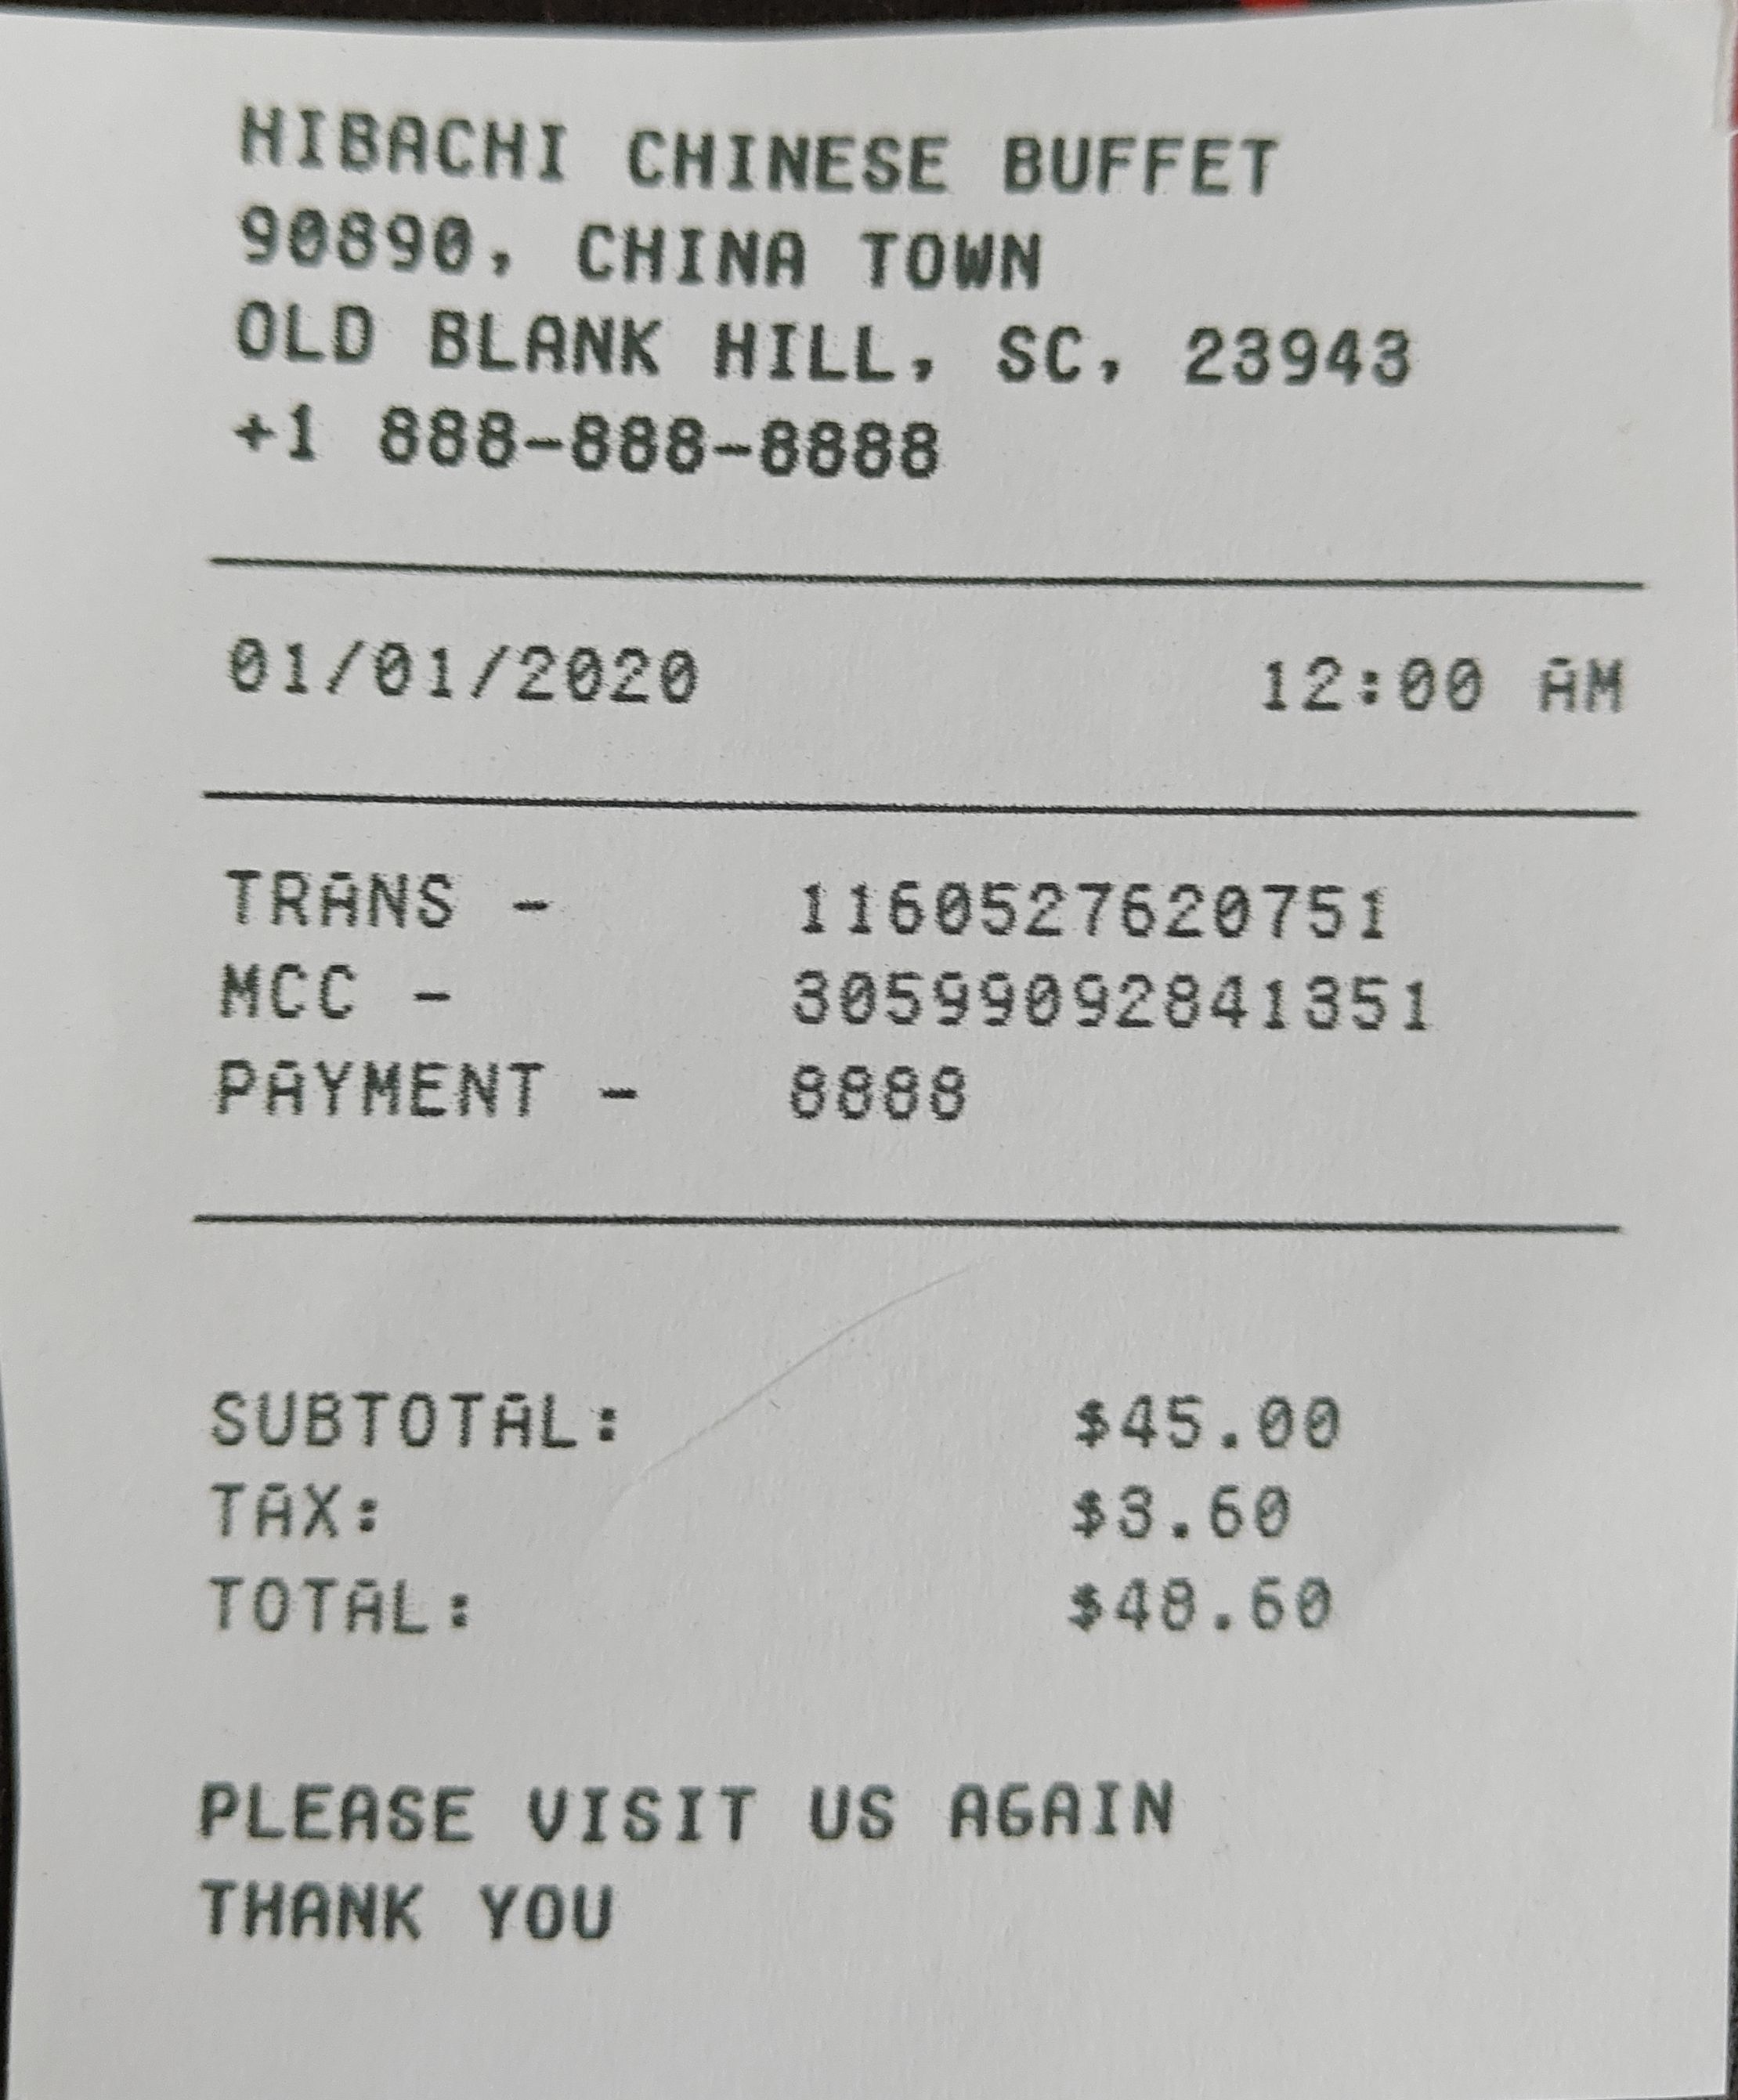 HIBACHI CHINESE BUFFET
90890, CHINA TOWN
OLD BLANK HILL, SC, 23943
+1 888-888-8888
01/01/2020 12:00 AM
TRANS - 1160527620751
MCC - 30599092841351
PAYMENT - 8888
SUBTOTAL: $45.00
TAX: $3.60
TOTAL: $48.60
PLEASE VISIT US AGAIN
THANK YOU